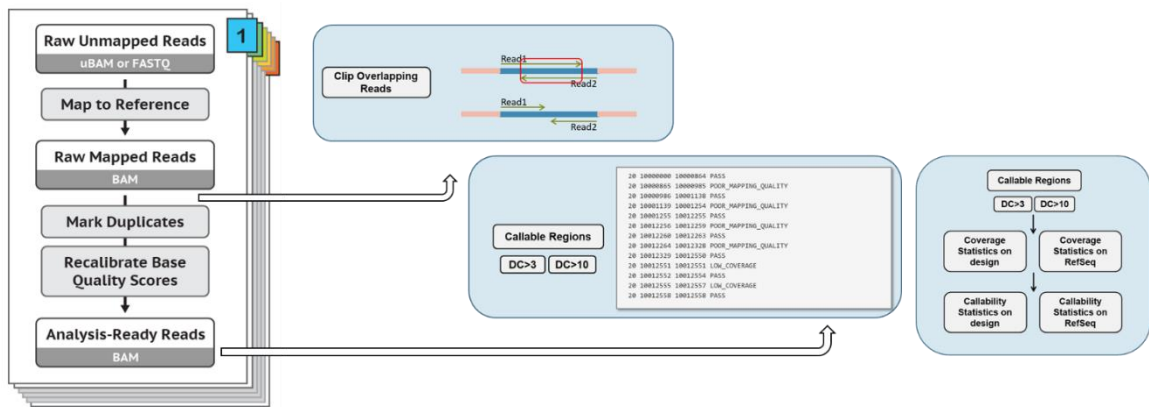 1
Raw Unmapped Reads
uBAM or FASTQ
Map to Reference
Raw Mapped Reads
BAM
Mark Duplicates
Recalibrate Base
Quality Scores
Analysis-Ready Reads
BAM
Clip Overlapping
Reads
Read1
Read2
Read1
Read2
Callable Regions
DC>3 DC>10
20 10000000 10000864 PASS
20 10000865 10000985 POOR_MAPPING_QUALITY
20 10000986 10001138 PASS
20 10001139 10001254 POOR_MAPPING_QUALITY
20 10001255 10012255 PASS
20 10012256 10012259 POOR_MAPPING_QUALITY
20 10012260 10012263 PASS
20 10012264 10012328 POOR_MAPPING_QUALITY
20 10012329 10012550 PASS
20 10012551 10012551 LOW_COVERAGE
20 10012552 10012554 PASS
20 10012555 10012557 LOW_COVERAGE
20 10012558 10012558 PASS
Callable Regions
DC>3 DC>10
Coverage
Statistics on
design
Coverage
Statistics on
RefSeq
Callability
Statistics on
design
Callability
Statistics on
RefSeq